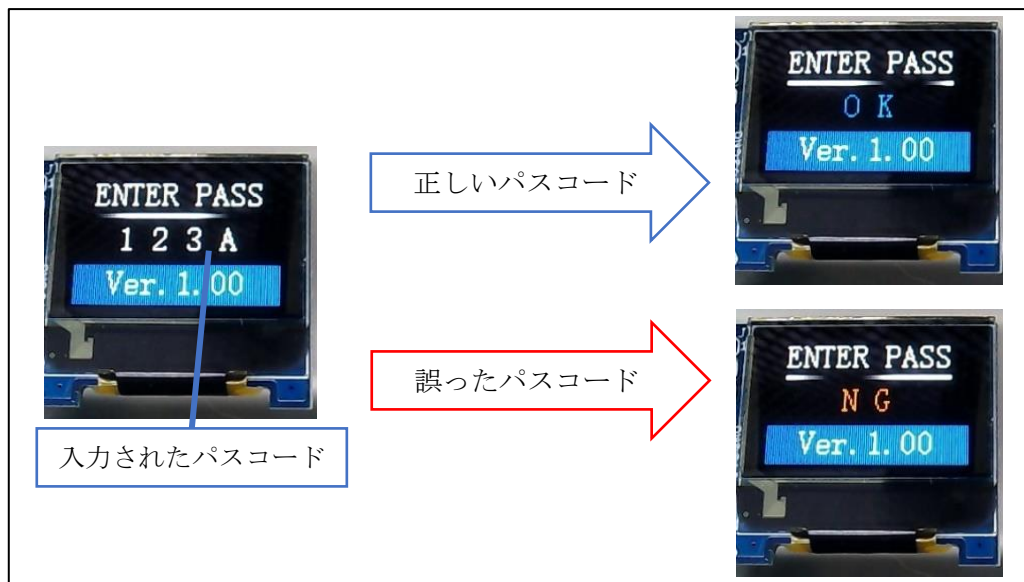 ENTER PASS
1 2 3 A
Ver. 1. 00
入力されたパスコード
正しいパスコード
ENTER PASS
O K
Ver. 1. 00
誤ったパスコード
ENTER PASS
N G
Ver. 1. 00